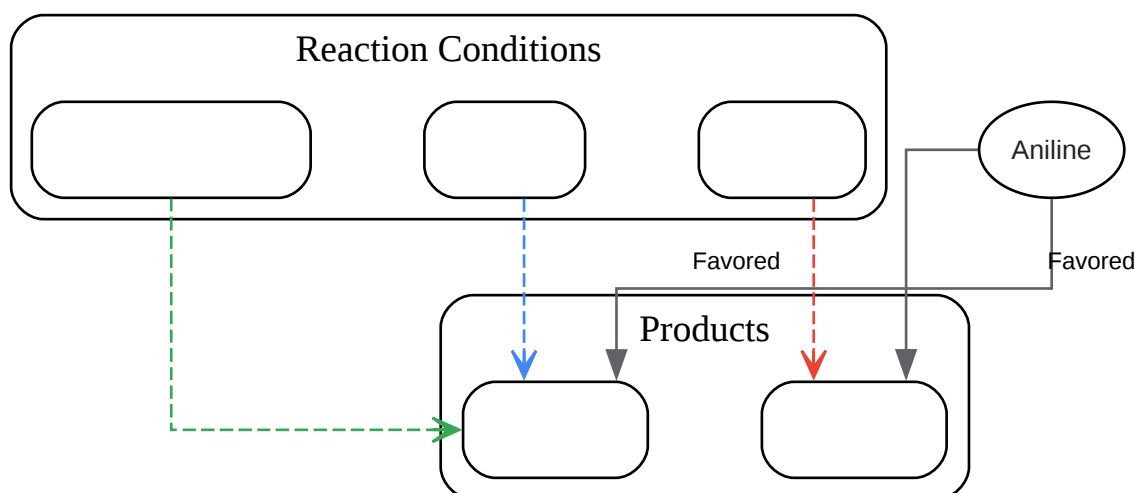 Reaction Conditions
Aniline
Favored
Favored
Products